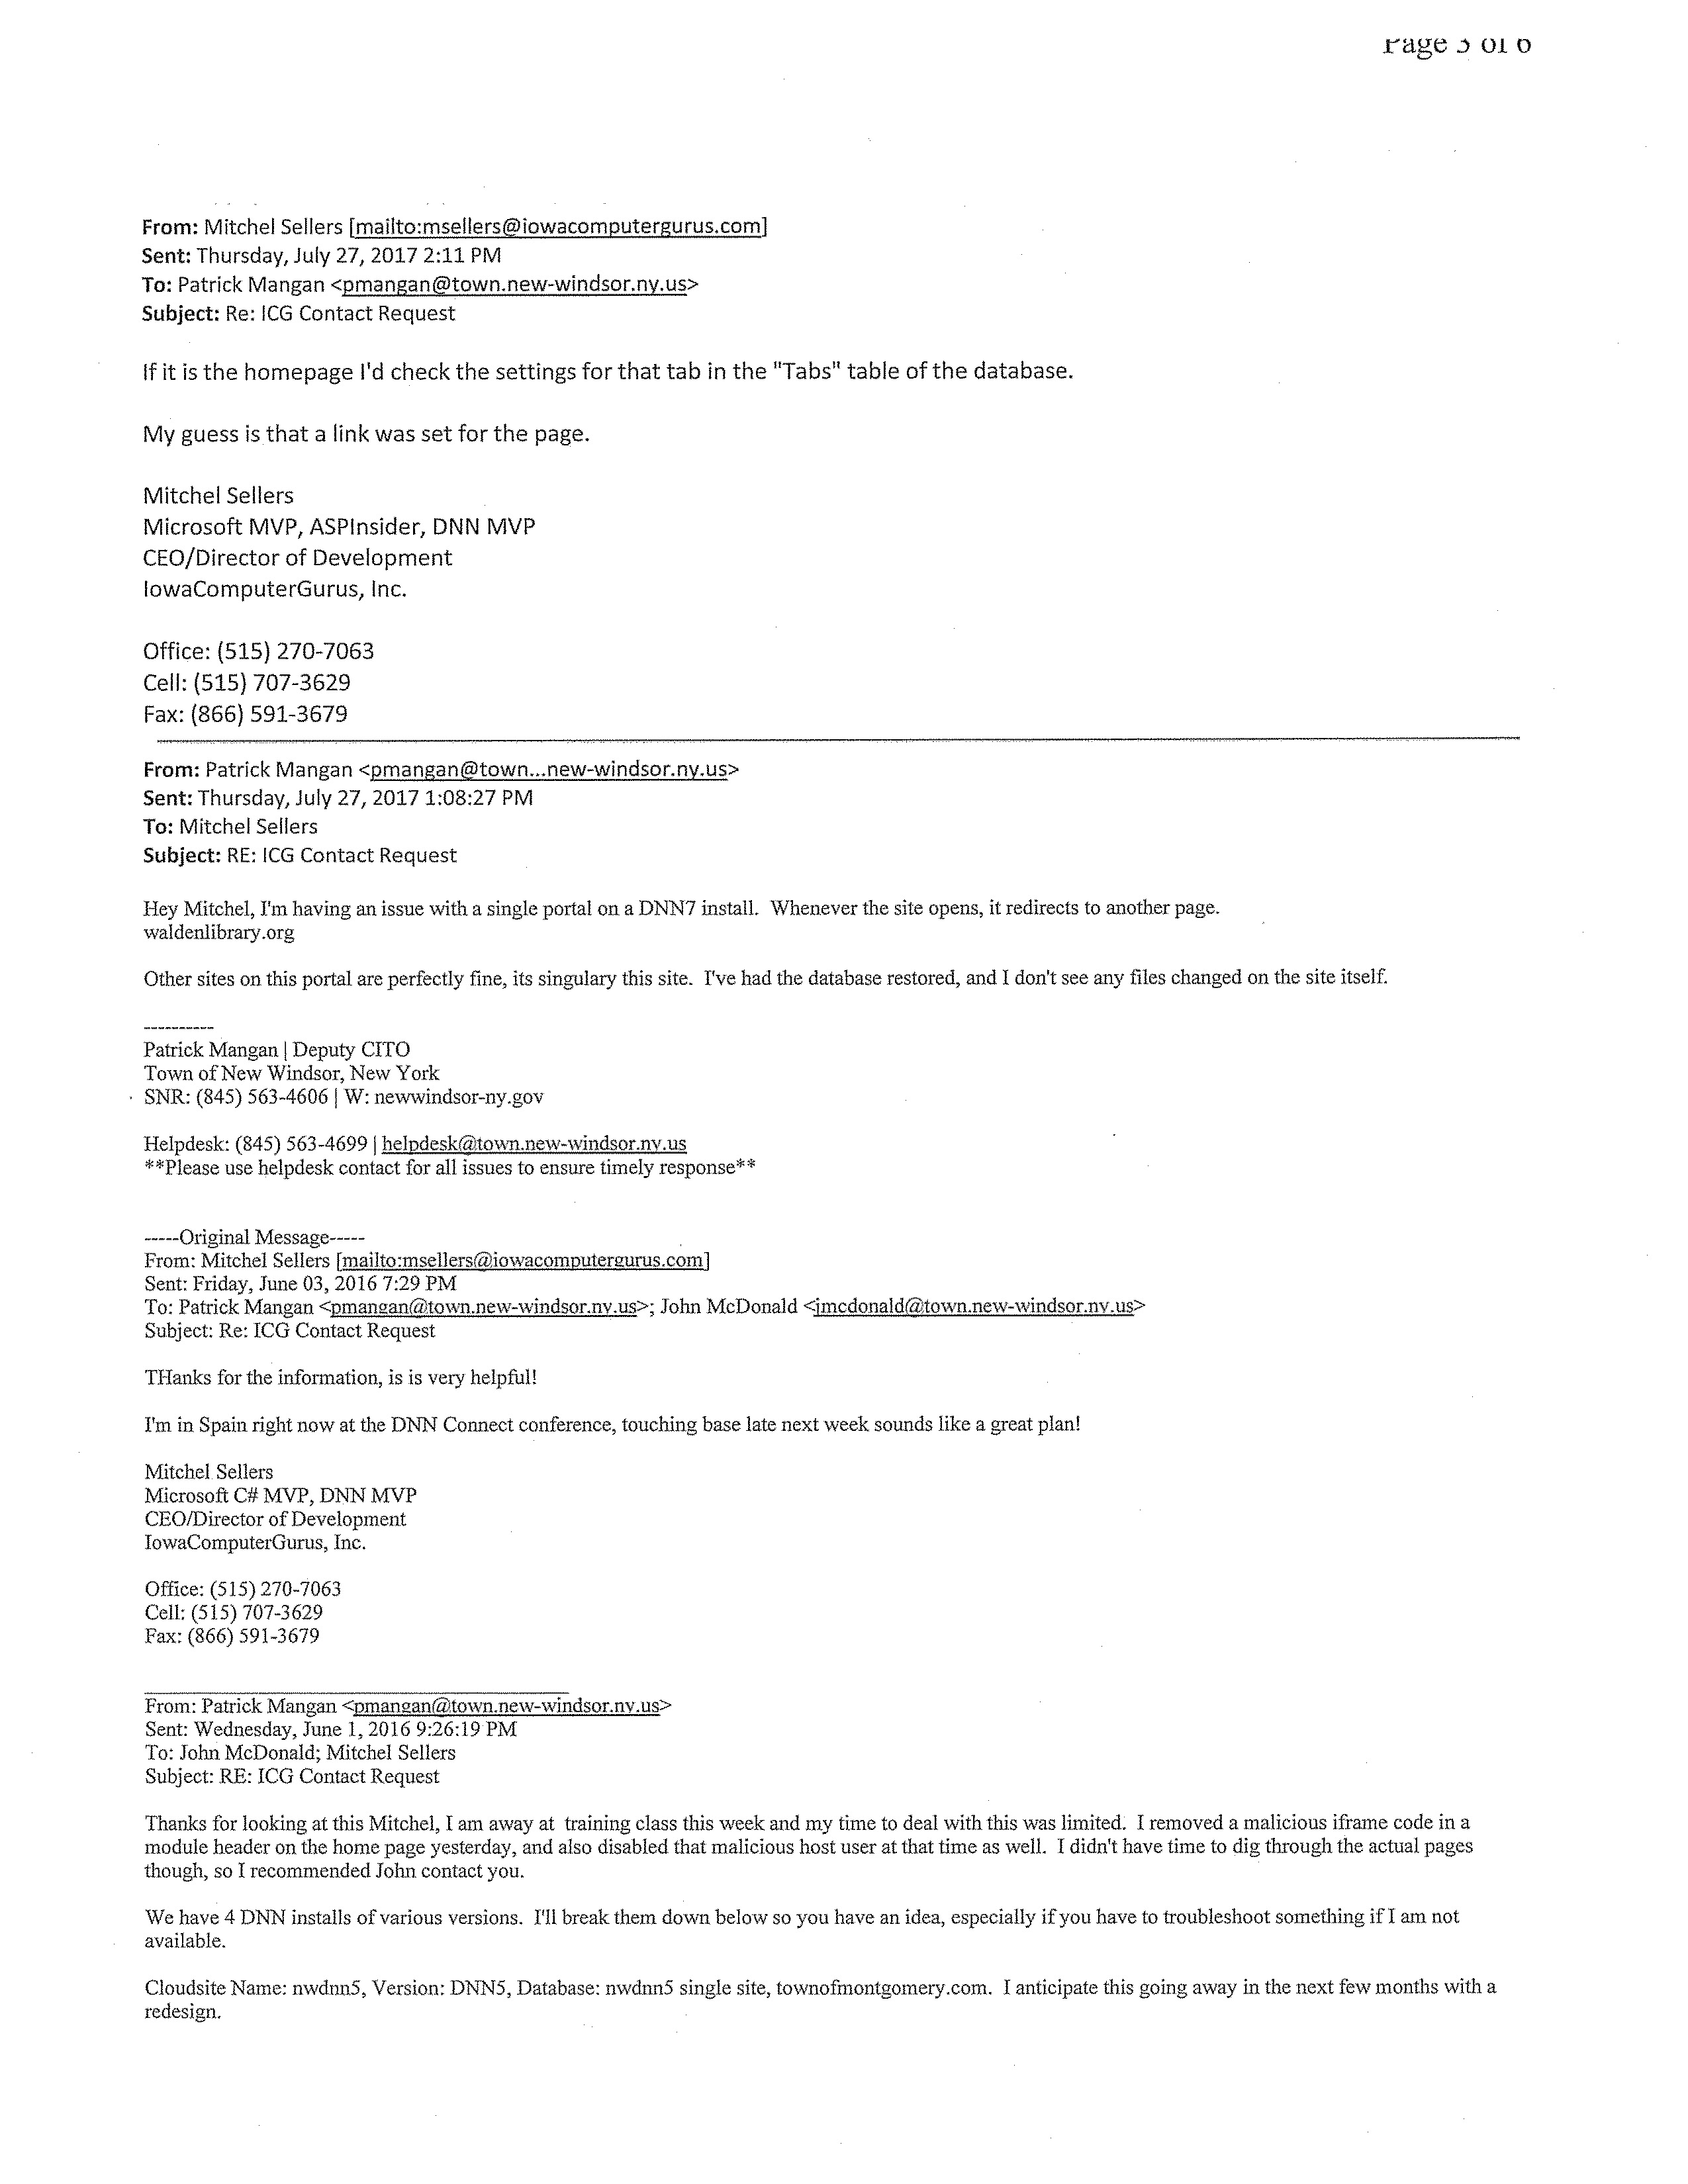 Page 5 of 6
From: Mitchel Sellers [mailto:msellers@iowacomputergurus.com]
Sent: Thursday, July 27, 2017 2:11 PM
To: Patrick Mangan <pmangan@town.new-windsor.ny.us>
Subject: Re: ICG Contact Request
If it is the homepage I'd check the settings for that tab in the "Tabs" table of the database.
My guess is that a link was set for the page.
Mitchel Sellers
Microsoft MVP, ASPInsider, DNN MVP
CEO/Director of Development
IowaComputerGurus, Inc.
Office: (515) 270-7063
Cell: (515) 707-3629
Fax: (866) 591-3679
From: Patrick Mangan <pmangan@town...new-windsor.ny.us>
Sent: Thursday, July 27, 2017 1:08:27 PM
To: Mitchel Sellers
Subject: RE: ICG Contact Request
Hey Mitchel, I'm having an issue with a single portal on a DNN7 install.  Whenever the site opens, it redirects to another page.
waldenlibrary.org
Other sites on this portal are perfectly fine, its singulary this site.  I've had the database restored, and I don't see any files changed on the site itself.
----------
Patrick Mangan | Deputy CITO
Town of New Windsor, New York
SNR: (845) 563-4606 | W: newwindsor-ny.gov
Helpdesk: (845) 563-4699 | helpdesk@town.new-windsor.ny.us
**Please use helpdesk contact for all issues to ensure timely response**
-----Original Message-----
From: Mitchel Sellers [mailto:msellers@iowacomputergurus.com]
Sent: Friday, June 03, 2016 7:29 PM
To: Patrick Mangan <pmangan@town.new-windsor.ny.us>; John McDonald <jmcdonald@town.new-windsor.ny.us>
Subject: Re: ICG Contact Request
THanks for the information, is is very helpful!
I'm in Spain right now at the DNN Connect conference, touching base late next week sounds like a great plan!
Mitchel Sellers
Microsoft C# MVP, DNN MVP
CEO/Director of Development
IowaComputerGurus, Inc.
Office: (515) 270-7063
Cell: (515) 707-3629
Fax: (866) 591-3679
From: Patrick Mangan <pmangan@town.new-windsor.ny.us>
Sent: Wednesday, June 1, 2016 9:26:19 PM
To: John McDonald; Mitchel Sellers
Subject: RE: ICG Contact Request
Thanks for looking at this Mitchel, I am away at  training class this week and my time to deal with this was limited.  I removed a malicious iframe code in a
module header on the home page yesterday, and also disabled that malicious host user at that time as well.  I didn't have time to dig through the actual pages
though, so I recommended John contact you.
We have 4 DNN installs of various versions.  I'll break them down below so you have an idea, especially if you have to troubleshoot something if I am not
available.
Cloudsite Name: nwdnn5, Version: DNN5, Database: nwdnn5 single site, townofmontgomery.com.  I anticipate this going away in the next few months with a
redesign.